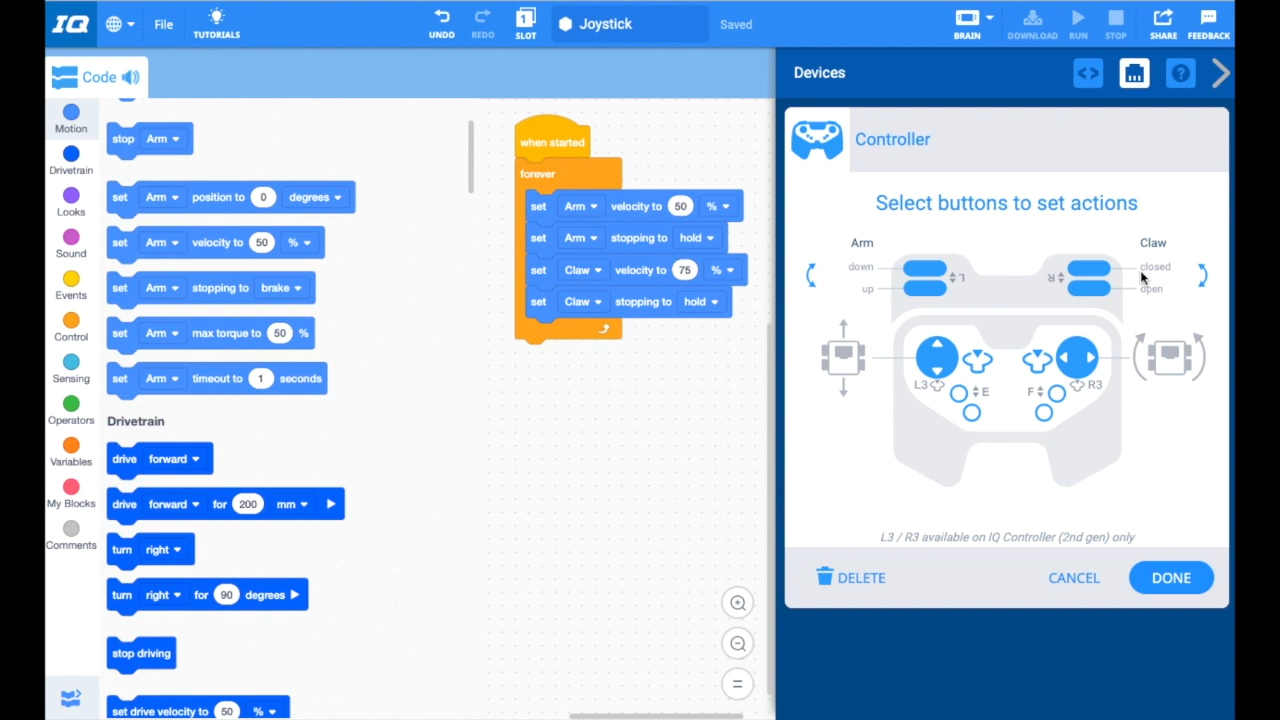 IQ
File
TUTORIALS
UNDO
REDO
1
SLOT
Joystick
Saved
BRAIN
DOWNLOAD
RUN
STOP
SHARE
FEEDBACK
Code
Devices
<>
?
Motion
Drivetrain
Looks
Sound
Events
Control
Sensing
Operators
Variables
My Blocks
Comments
stop Arm
set Arm position to 0 degrees
set Arm velocity to 50 %
set Arm stopping to brake
set Arm max torque to 50 %
set Arm timeout to 1 seconds
Drivetrain
drive forward
drive forward for 200 mm
turn right
turn right for 90 degrees
stop driving
set drive velocity to 50 %
when started
forever
set Arm velocity to 50 %
set Arm stopping to hold
set Claw velocity to 75 %
set Claw stopping to hold
=
Controller
Select buttons to set actions
Arm
Claw
down
L
R
closed
up
open
L3
E
F
R3
L3 / R3 available on IQ Controller (2nd gen) only
DELETE
CANCEL
DONE